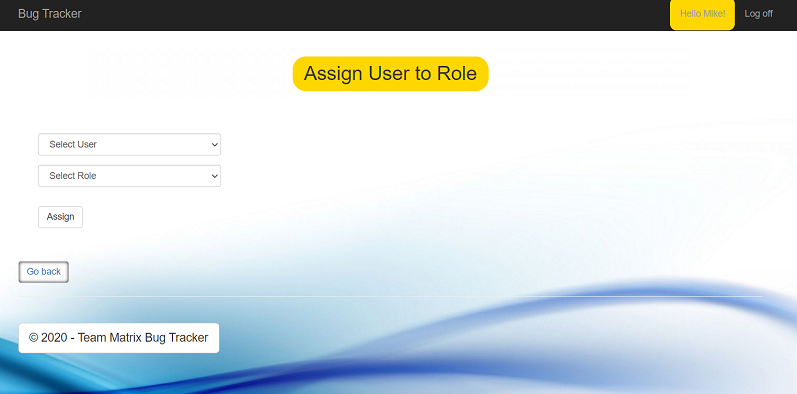 Bug Tracker
Hello Mike!
Log off
Assign User to Role
Select User
Select Role
Assign
Go back
© 2020 - Team Matrix Bug Tracker